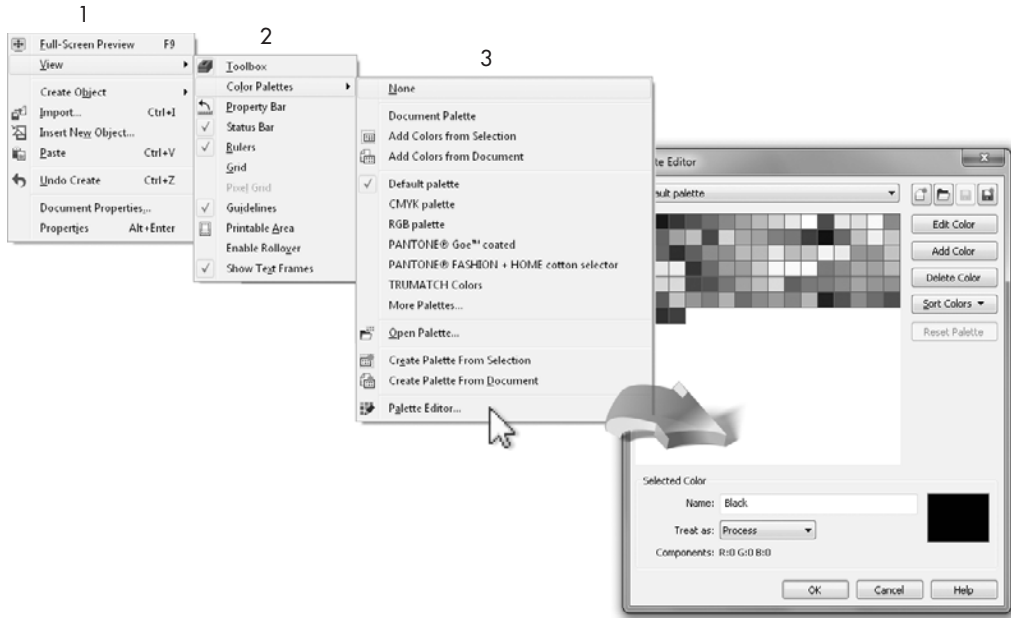 1
Full-Screen Preview F9
View
Create Object
Import... Ctrl+I
Insert New Object...
Paste Ctrl+V
Undo Create Ctrl+Z
Document Properties...
Properties Alt+Enter
2
Toolbox
Color Palettes
Property Bar
Status Bar
Rulers
Grid
Pixel Grid
Guidelines
Printable Area
Enable Rollover
Show Text Frames
3
None
Document Palette
Add Colors from Selection
Add Colors from Document
Default palette
CMYK palette
RGB palette
PANTONE® Goe™ coated
PANTONE® FASHION + HOME cotton selector
TRUMATCH Colors
More Palettes...
Open Palette...
Create Palette From Selection
Create Palette From Document
Palette Editor...
te Editor
ault palette
Edit Color
Add Color
Delete Color
Sort Colors
Reset Palette
Selected Color
Name: Black
Treat as: Process
Components: R:0 G:0 B:0
OK Cancel Help